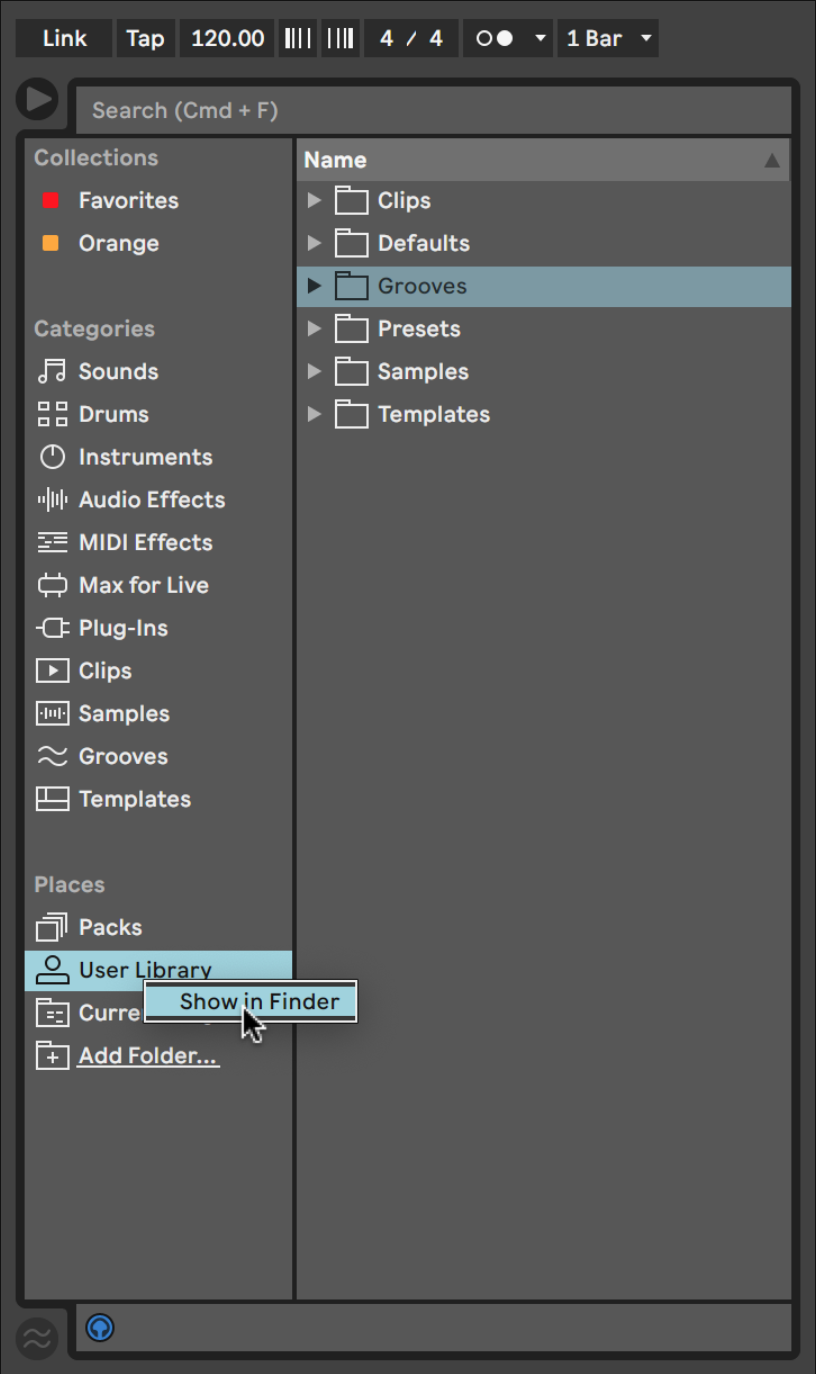 Link Tap 120.00 4 / 4 1 Bar
Search (Cmd + F)
Collections
Favorites
Orange
Categories
Sounds
Drums
Instruments
Audio Effects
MIDI Effects
Max for Live
Plug-Ins
Clips
Samples
Grooves
Templates
Places
Packs
User Library
Show in Finder
Add Folder...
Name
Clips
Defaults
Grooves
Presets
Samples
Templates